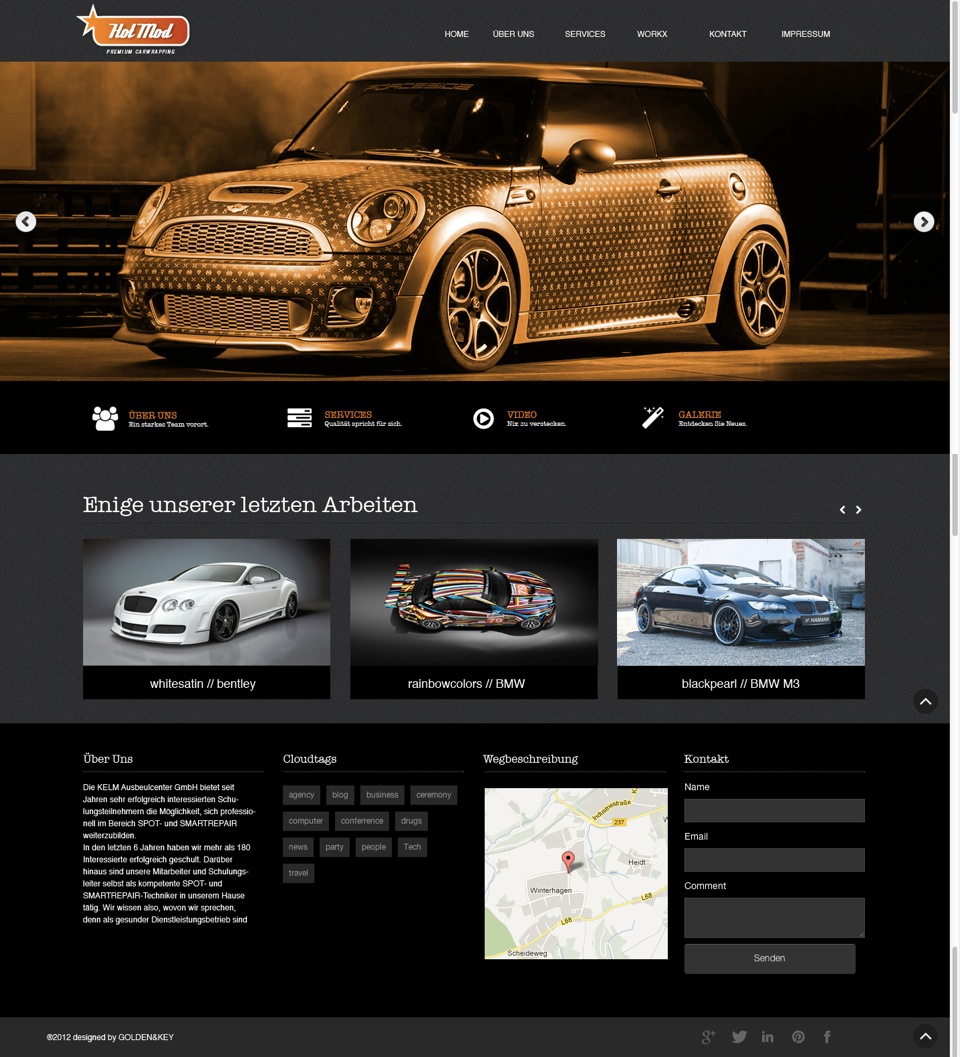 Hot Mod
PREMIUM CARWRAPPING
HOME ÜBER UNS SERVICES WORKX KONTAKT IMPRESSUM
ÜBER UNS
Ein starkes Team vorort.
SERVICES
Qualität spricht für sich.
VIDEO
Nix zu verstecken.
GALERIE
Entdecken Sie Neues.
Enige unserer letzten Arbeiten
HAMANN
whitesatin // bentley
rainbowcolors // BMW
blackpearl // BMW M3
Über Uns
Die KELM Ausbeulcenter GmbH bietet seit
Jahren sehr erfolgreich interessierten Schu-
lungsteilnehmern die Möglichkeit, sich professio-
nell im Bereich SPOT- und SMARTREPAIR
weiterzubilden.
In den letzten 6 Jahren haben wir mehr als 180
Interessierte erfolgreich geschult. Darüber
hinaus sind unsere Mitarbeiter und Schulungs-
leiter selbst als kompetente SPOT- und
SMARTREPAIR-Techniker in unserem Hause
tätig. Wir wissen also, wovon wir sprechen,
denn als gesunder Dienstleistungsbetrieb sind
Cloudtags
agency blog business ceremony
computer conferrence drugs
news party people Tech
travel
Wegbeschreibung
Industriestraße
237
Heidt
Winterhagen
L68
L68
Scheideweg
Kontakt
Name
Email
Comment
Senden
®2012 designed by GOLDEN&KEY